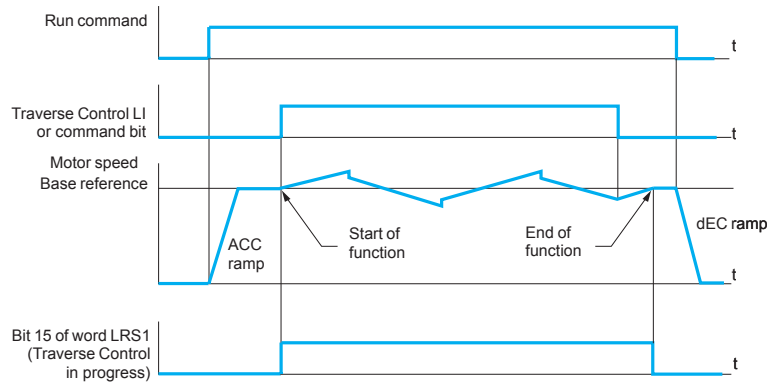 Run command
t
Traverse Control LI
or command bit
t
Motor speed
Base reference
ACC
ramp
Start of
function
End of
function
dEC ramp
t
Bit 15 of word LRS1
(Traverse Control
in progress)
t